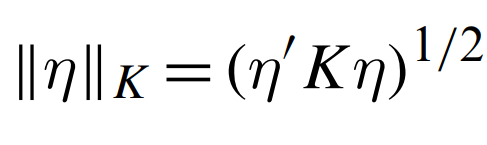 ‖η‖_K = (η′Kη)^{1/2}